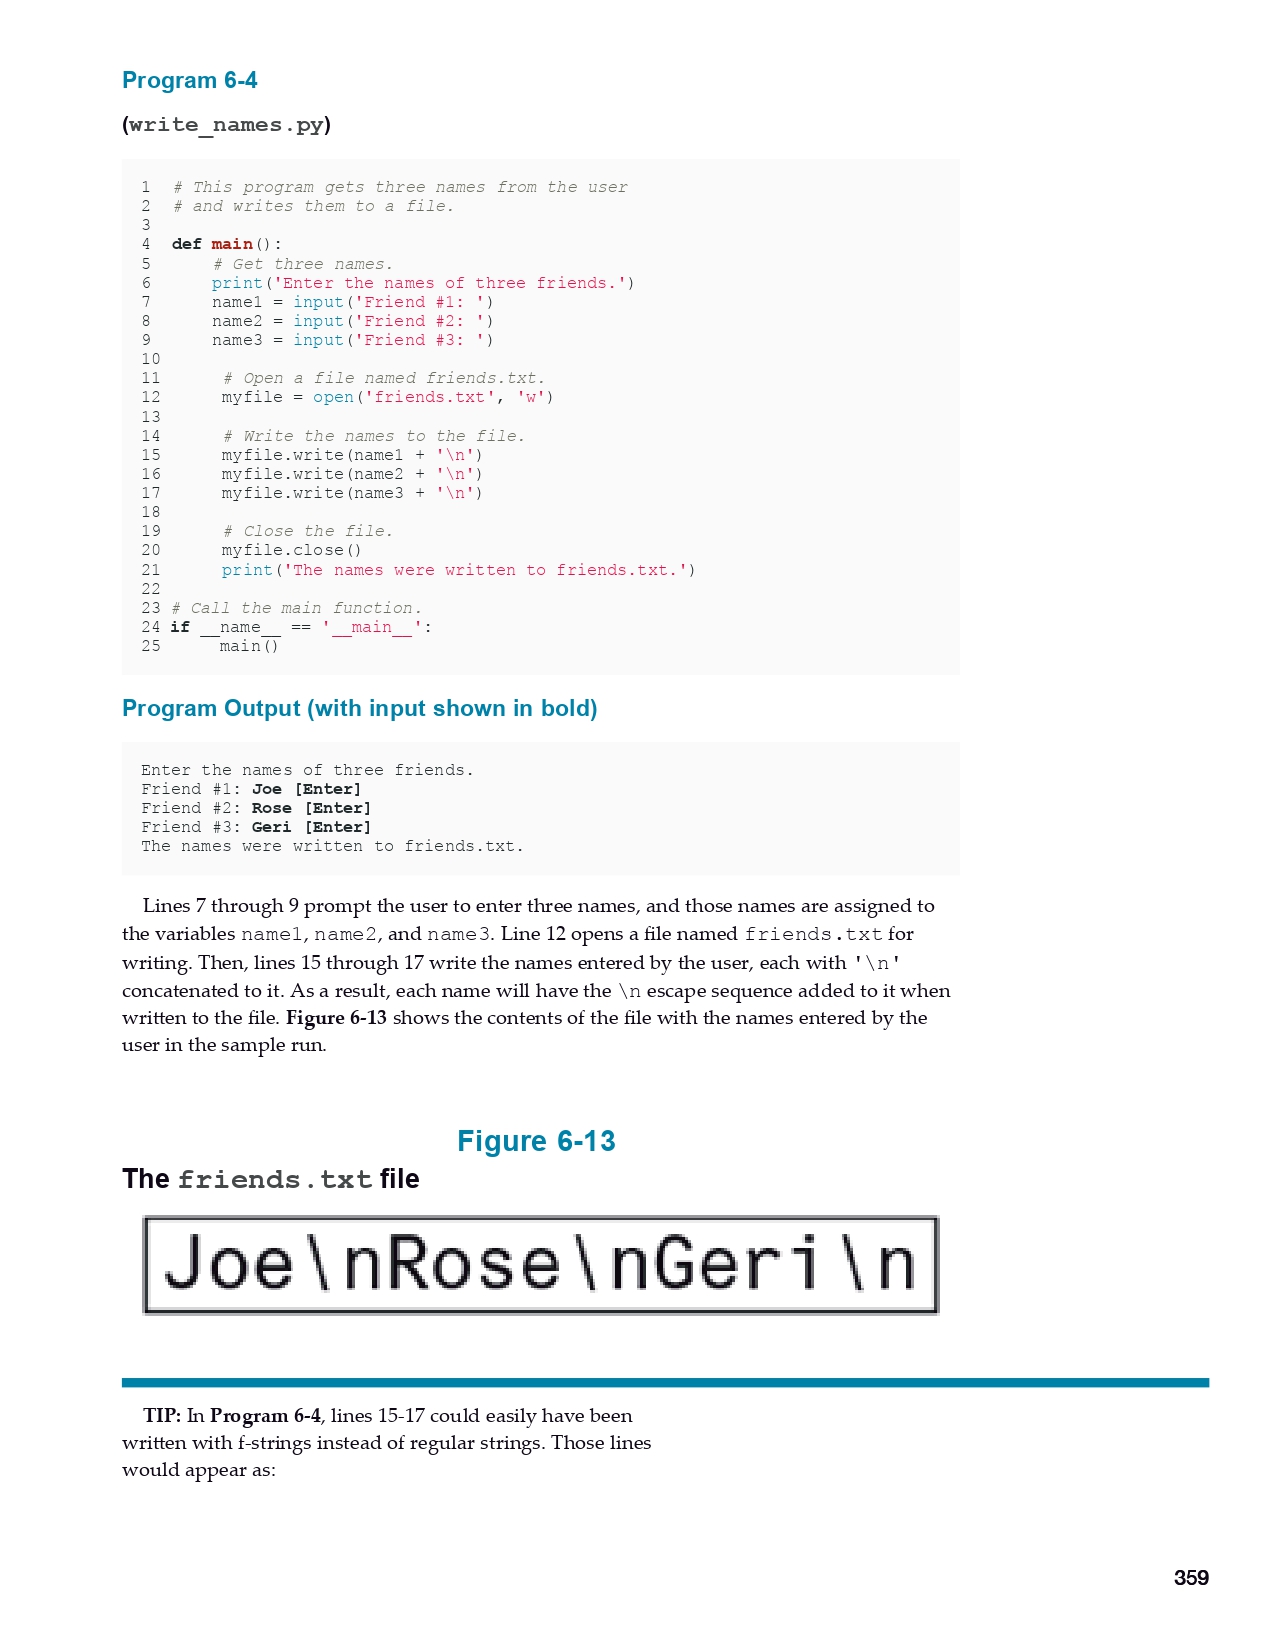 Program 6-4
(write_names.py)
1  # This program gets three names from the user
2  # and writes them to a file.
3
4  def main():
5      # Get three names.
6      print('Enter the names of three friends.')
7      name1 = input('Friend #1: ')
8      name2 = input('Friend #2: ')
9      name3 = input('Friend #3: ')
10
11      # Open a file named friends.txt.
12      myfile = open('friends.txt', 'w')
13
14      # Write the names to the file.
15      myfile.write(name1 + '\n')
16      myfile.write(name2 + '\n')
17      myfile.write(name3 + '\n')
18
19      # Close the file.
20      myfile.close()
21      print('The names were written to friends.txt.')
22
23 # Call the main function.
24 if __name__ == '__main__':
25      main()
Program Output (with input shown in bold)
Enter the names of three friends.
Friend #1: Joe [Enter]
Friend #2: Rose [Enter]
Friend #3: Geri [Enter]
The names were written to friends.txt.
Lines 7 through 9 prompt the user to enter three names, and those names are assigned to
the variables name1, name2, and name3. Line 12 opens a file named friends.txt for
writing. Then, lines 15 through 17 write the names entered by the user, each with '\n'
concatenated to it. As a result, each name will have the \n escape sequence added to it when
written to the file. Figure 6-13 shows the contents of the file with the names entered by the
user in the sample run.
Figure 6-13
The friends.txt file
Joe\nRose\nGeri\n
TIP: In Program 6-4, lines 15-17 could easily have been
written with f-strings instead of regular strings. Those lines
would appear as:
359